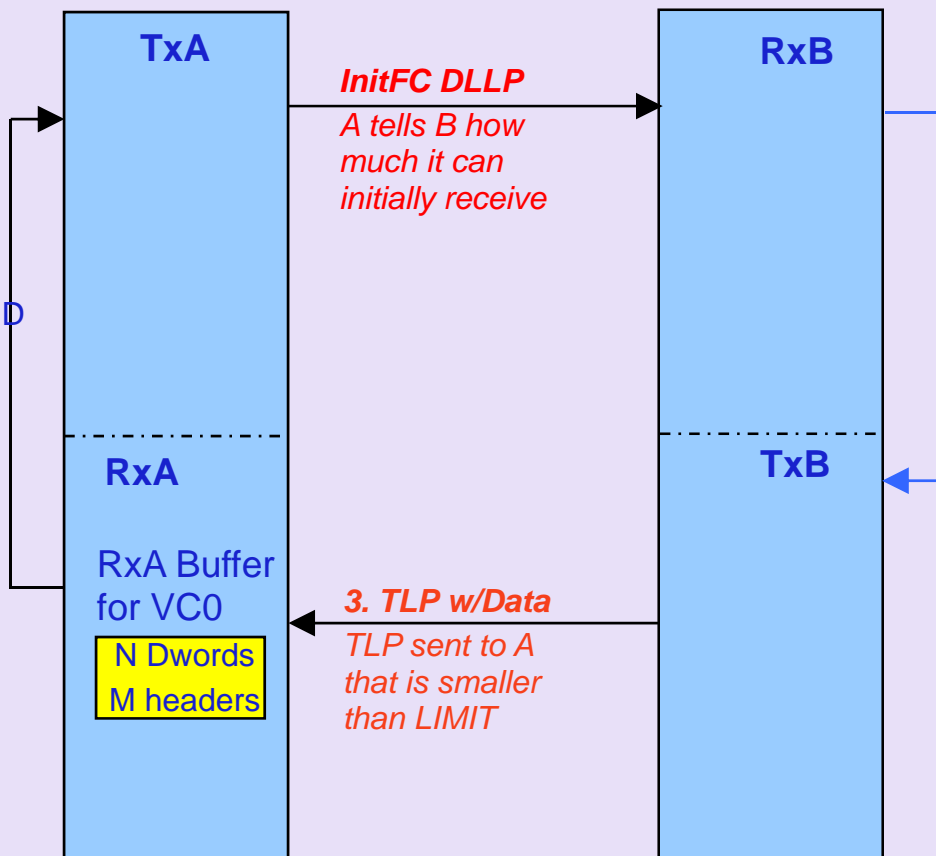 TxA
RxB
InitFC DLLP
A tells B how
much it can
initially receive
D
RxA
TxB
RxA Buffer
for VC0
N Dwords
M headers
3. TLP w/Data
TLP sent to A
that is smaller
than LIMIT